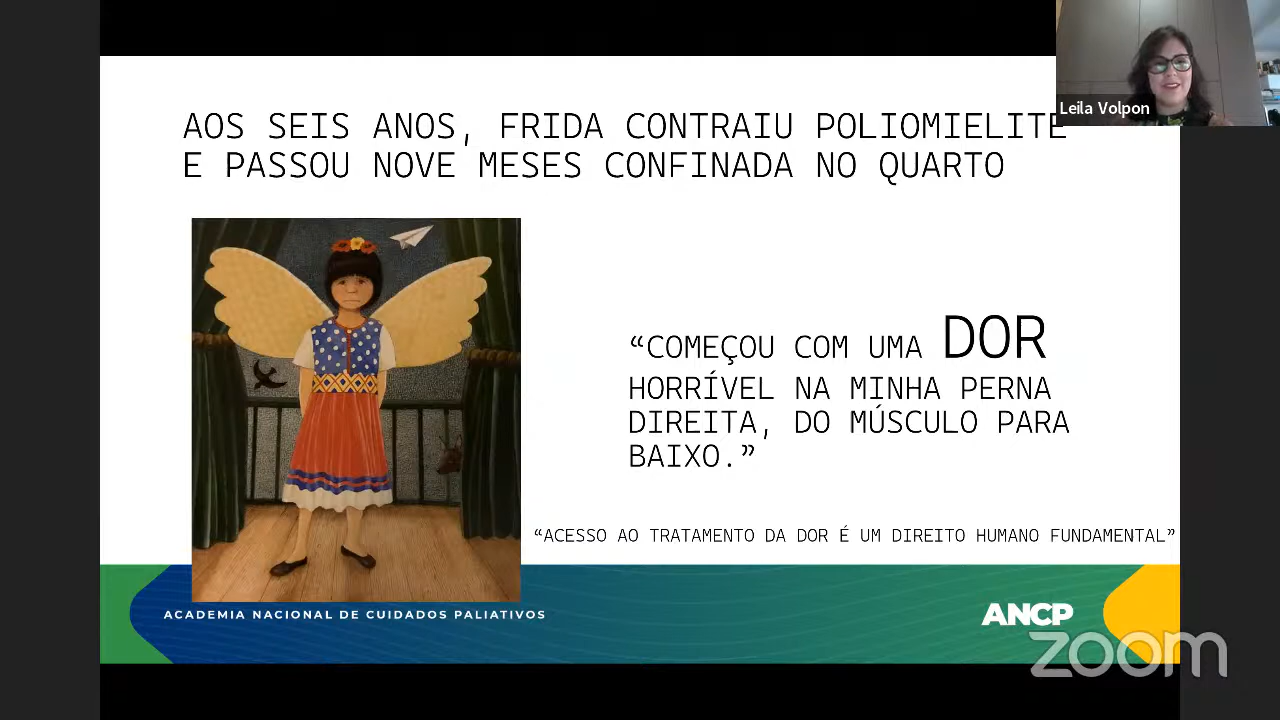 Leila Volpon
AOS SEIS ANOS, FRIDA CONTRAIU POLIOMIELITE
E PASSOU NOVE MESES CONFINADA NO QUARTO
“COMEÇOU COM UMA DOR
HORRÍVEL NA MINHA PERNA
DIREITA, DO MÚSCULO PARA
BAIXO.”
“ACESSO AO TRATAMENTO DA DOR É UM DIREITO HUMANO FUNDAMENTAL”
ACADEMIA NACIONAL DE CUIDADOS PALIATIVOS
ANCP
zoom